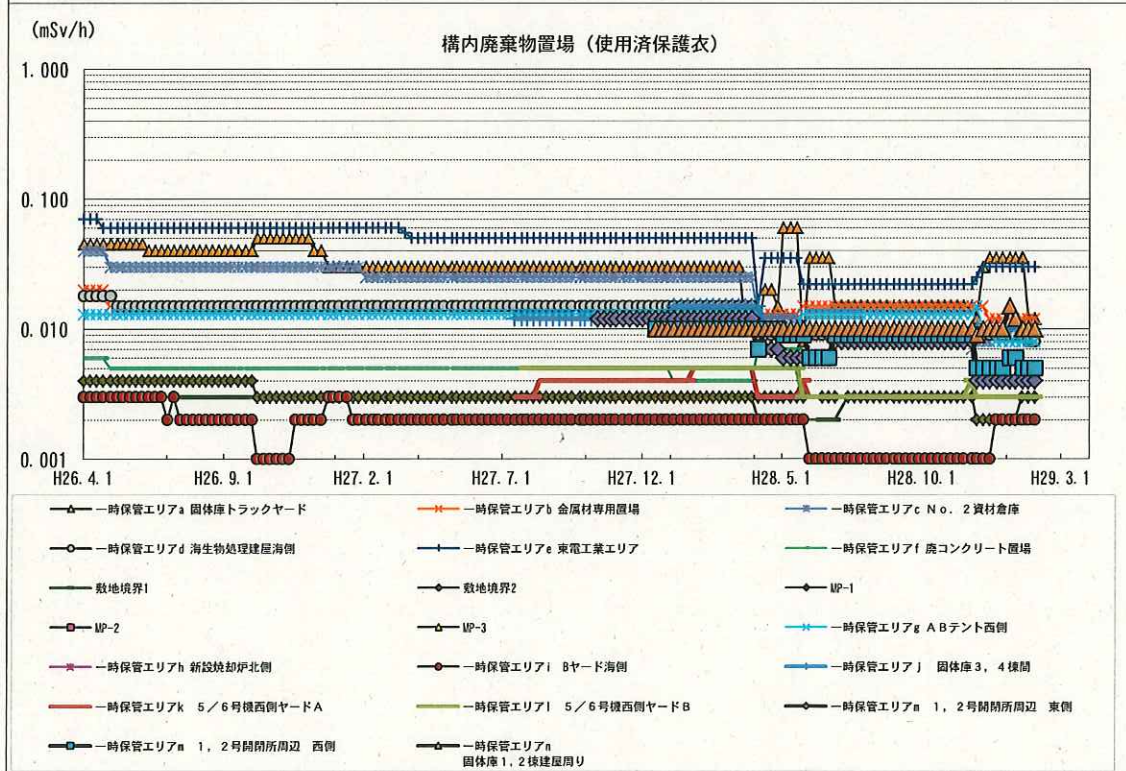 (mSv/h)
構内廃棄物置場（使用済保護衣）
1.000
0.100
0.010
0.001
H26. 4. 1 H26. 9. 1 H27. 2. 1 H27. 7. 1 H27. 12. 1 H28. 5. 1 H28. 10. 1 H29. 3. 1
一時保管エリアa 固体庫トラックヤード 一時保管エリアb 金属材専用置場 一時保管エリアc No. 2資材倉庫
一時保管エリアd 海生物処理建屋海側 一時保管エリアe 東電工業エリア 一時保管エリアf 廃コンクリート置場
敷地境界1 敷地境界2 MP-1
MP-2 MP-3 一時保管エリアg ABテント西側
一時保管エリアh 新設焼却炉北側 一時保管エリアi Bヤード海側 一時保管エリアj 固体庫3，4棟間
一時保管エリアk 5／6号機西側ヤードA 一時保管エリアl 5／6号機西側ヤードB 一時保管エリアm 1，2号開閉所周辺 東側
一時保管エリアm 1，2号開閉所周辺 西側 一時保管エリアn
固体庫1,2棟建屋周り